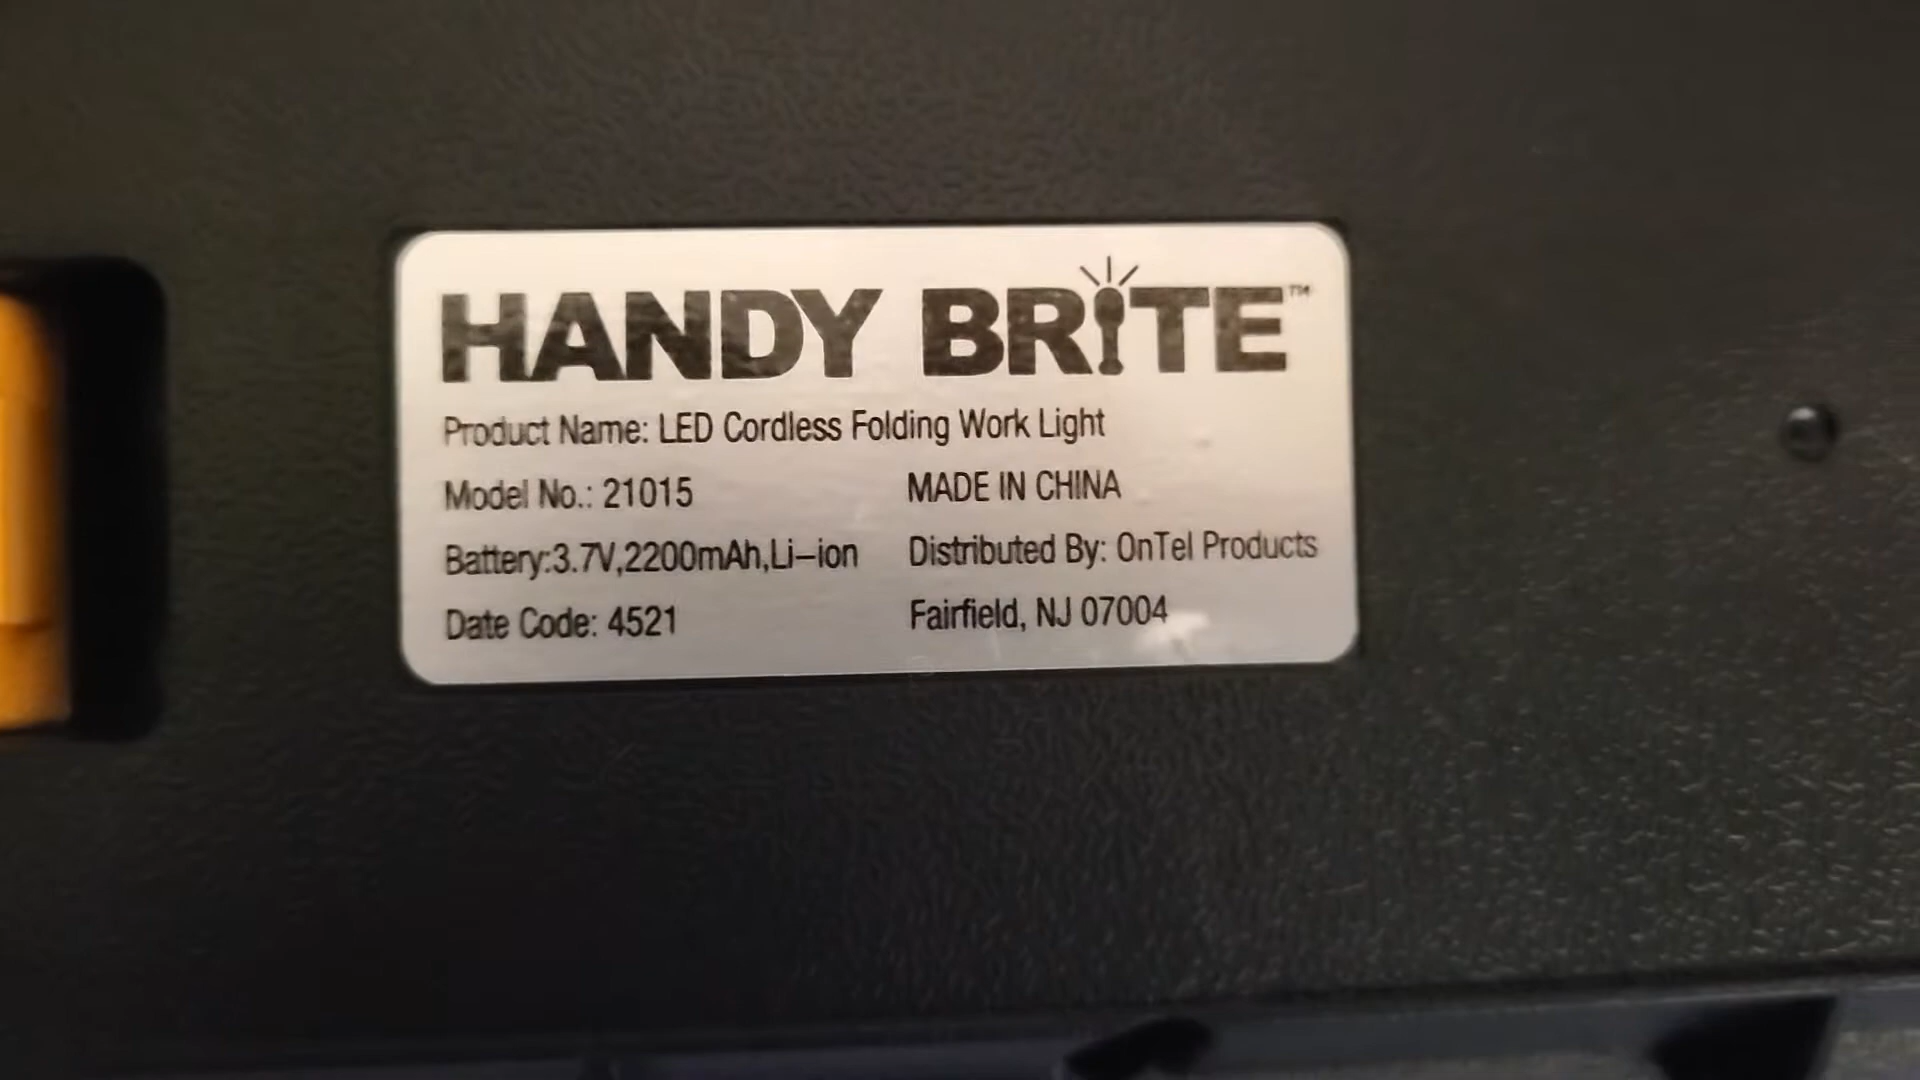 HANDY BRITE™
Product Name: LED Cordless Folding Work Light
Model No.: 21015
MADE IN CHINA
Battery:3.7V,2200mAh,Li-ion
Distributed By: OnTel Products
Date Code: 4521
Fairfield, NJ 07004